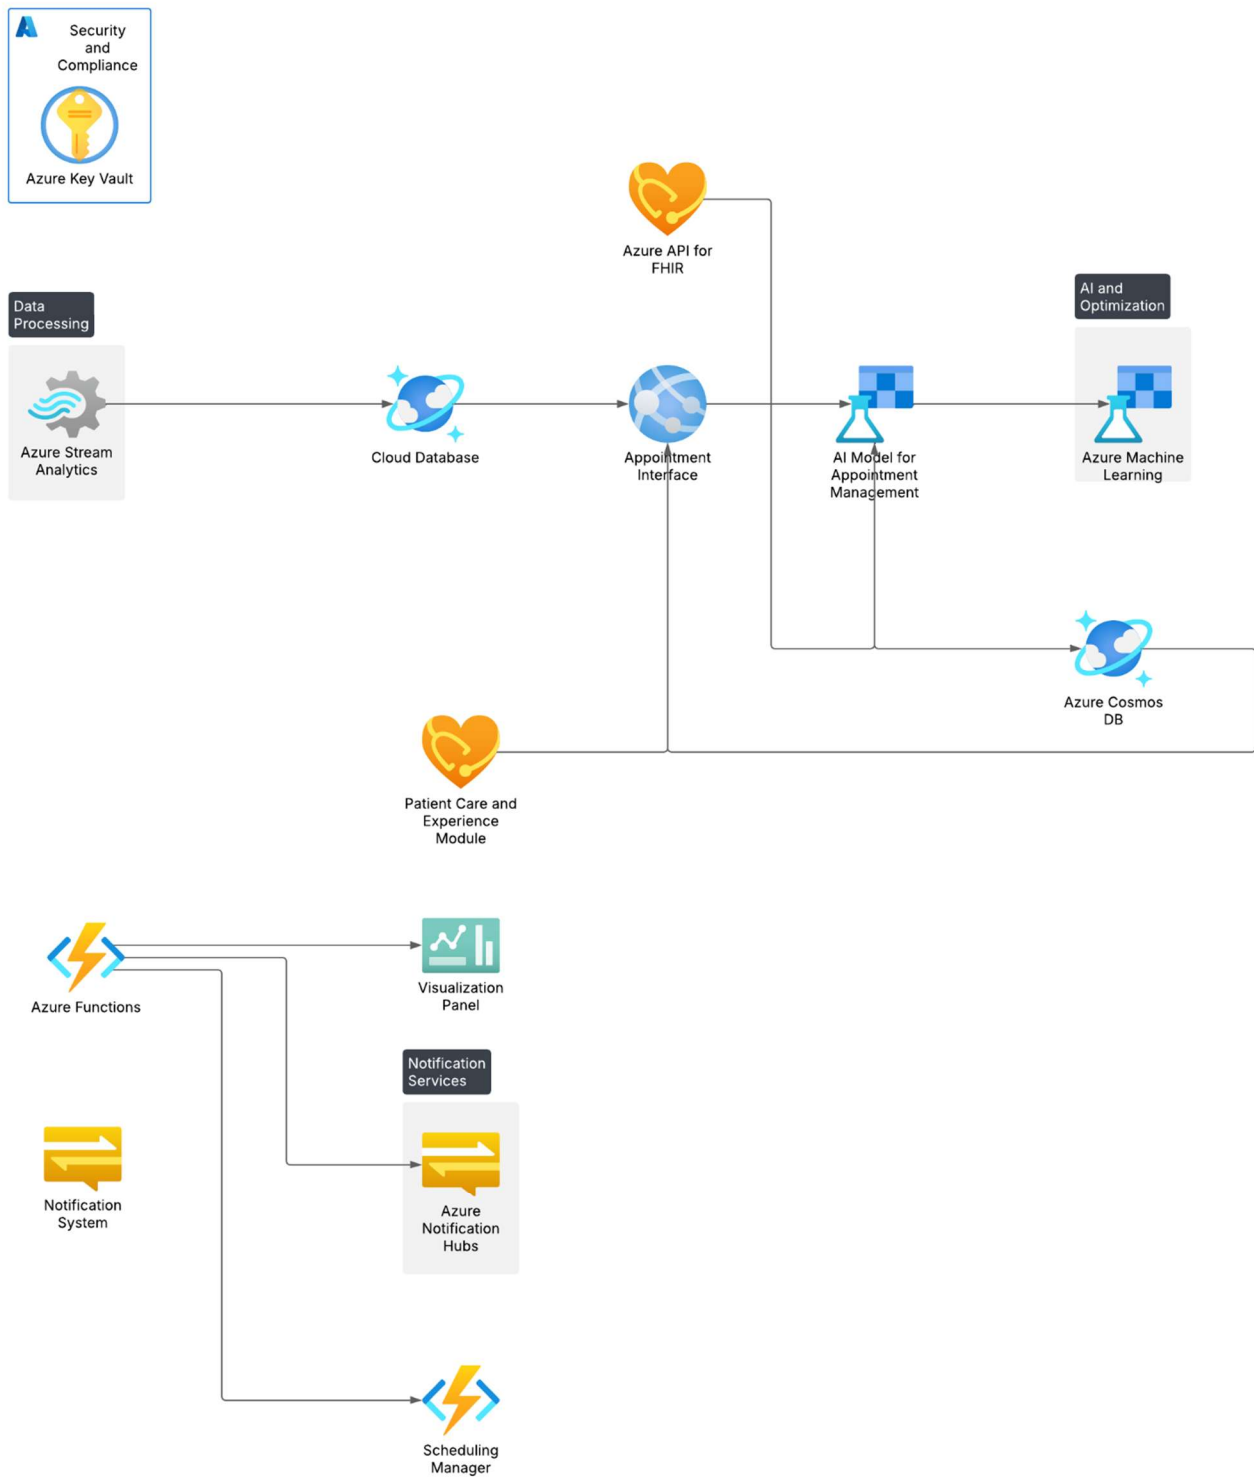 Security
and
Compliance
Azure Key Vault
Azure API for
FHIR
Data
Processing
AI and
Optimization
Azure Stream
Analytics
Cloud Database
Appointment
Interface
AI Model for
Appointment
Management
Azure Machine
Learning
Azure Cosmos
DB
Patient Care and
Experience
Module
Azure Functions
Visualization
Panel
Notification
Services
Notification
System
Azure
Notification
Hubs
Scheduling
Manager